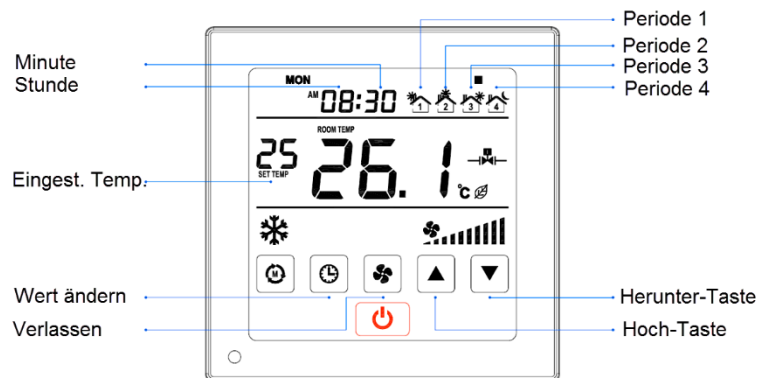 Periode 1
Periode 2
Periode 3
Periode 4
Minute
Stunde
MON
AM 08:30
1 2 3 4
ROOM TEMP
25 26.1
SET TEMP
°C
Eingest. Temp.
M
Wert ändern
Verlassen
Herunter-Taste
Hoch-Taste